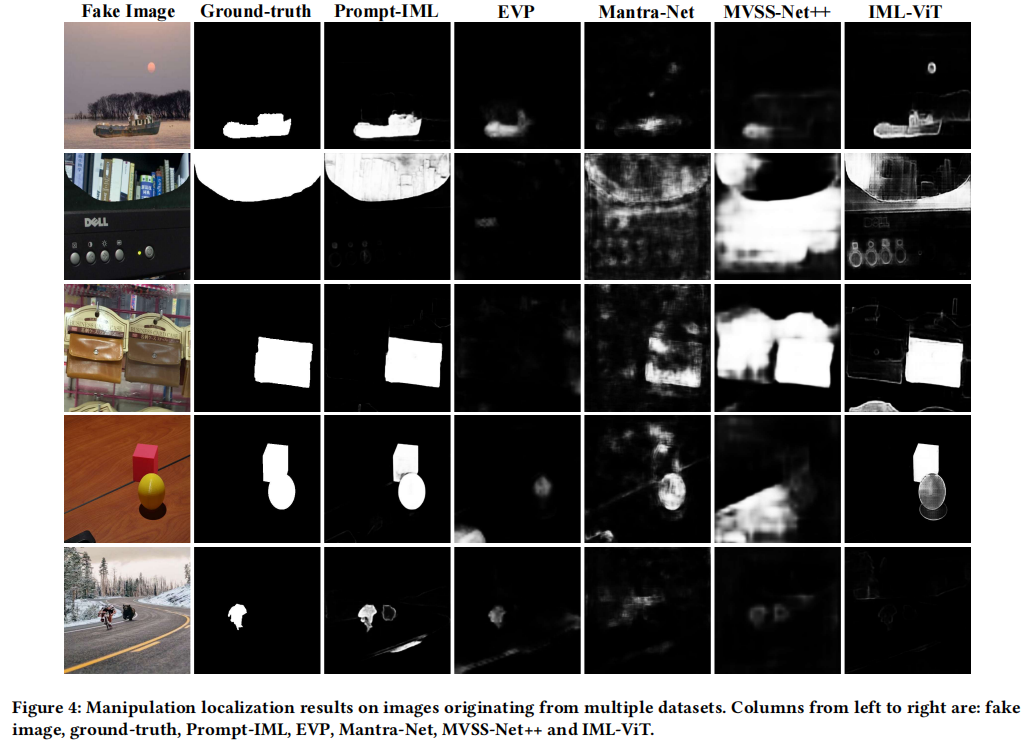 Fake Image Ground-truth Prompt-IML EVP Mantra-Net MVSS-Net++ IML-ViT
DELL
Figure 4: Manipulation localization results on images originating from multiple datasets. Columns from left to right are: fake
image, ground-truth, Prompt-IML, EVP, Mantra-Net, MVSS-Net++ and IML-ViT.